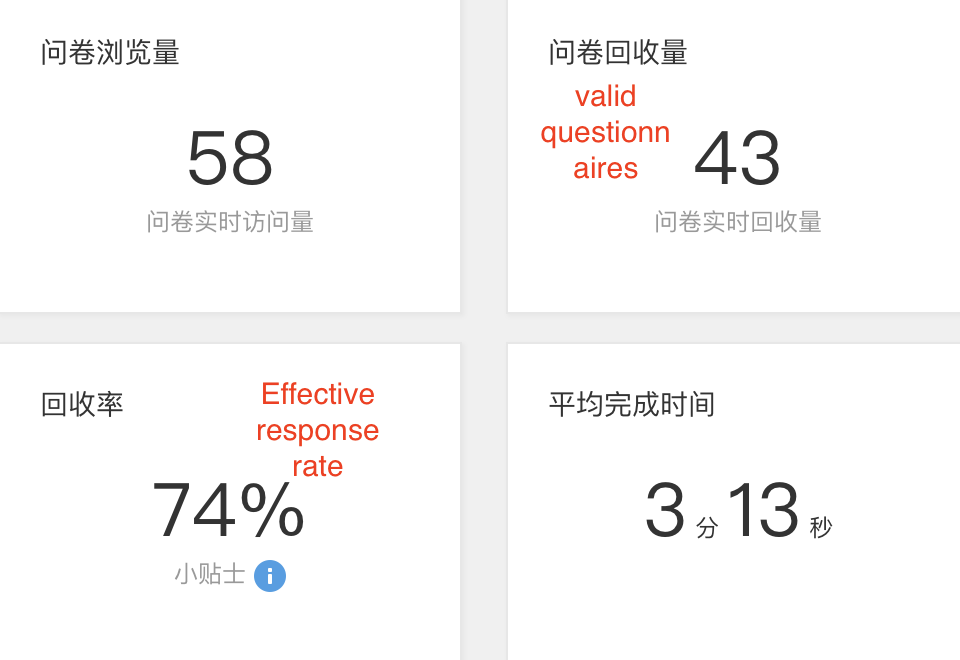 问卷浏览量
58
问卷实时访问量
问卷回收量
valid
questionn
aires
43
问卷实时回收量
回收率
Effective
response
rate
74%
小贴士
平均完成时间
3 分 13 秒